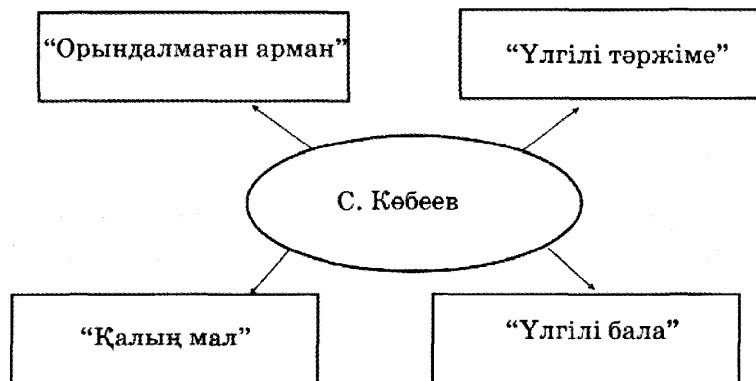 “Орындалмаған арман”
“Үлгілі тәржіме”
С. Көбеев
“Қалың мал”
“Үлгілі бала”